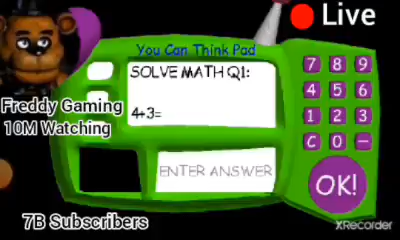 Live
You Can Think Pad
SOLVE MATH Q1:
4+3=
7 8 9
4 5 6
1 2 3
C 0 -
OK!
Freddy Gaming
10M Watching
ENTER ANSWER
7B Subscribers
XRecorder